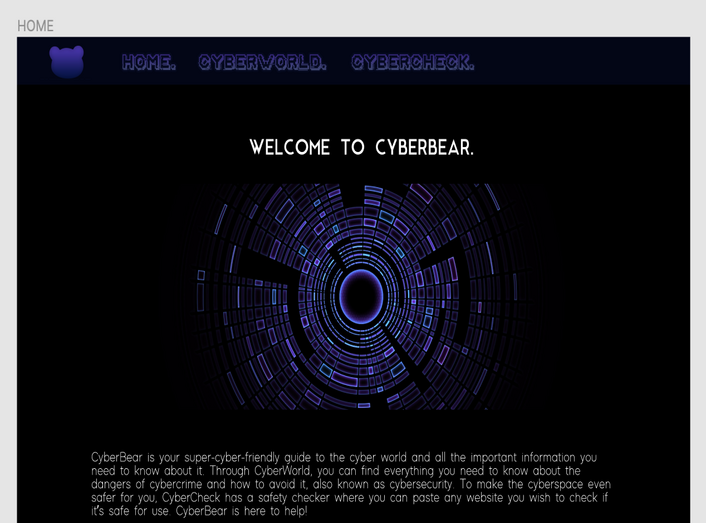 HOME
HOME. CYBERWORLD. CYBERCHECK.
WELCOME TO CYBERBEAR.
CyberBear is your super-cyber-friendly guide to the cyber world and all the important information you
need to know about it. Through CyberWorld, you can find everything you need to know about the
dangers of cybercrime and how to avoid it, also known as cybersecurity. To make the cyberspace even
safer for you, CyberCheck has a safety checker where you can paste any website you wish to check if
it's safe for use. CyberBear is here to help!